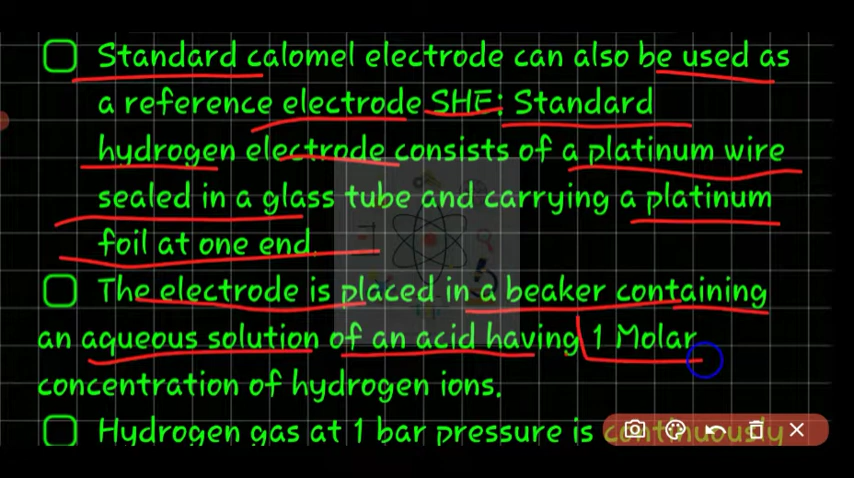 Standard calomel electrode can also be used as
a reference electrode SHE: Standard
hydrogen electrode consists of a platinum wire
sealed in a glass tube and carrying a platinum
foil at one end.
The electrode is placed in a beaker containing
an aqueous solution of an acid having 1 Molar
concentration of hydrogen ions.
Hydrogen gas at 1 bar pressure is continuously